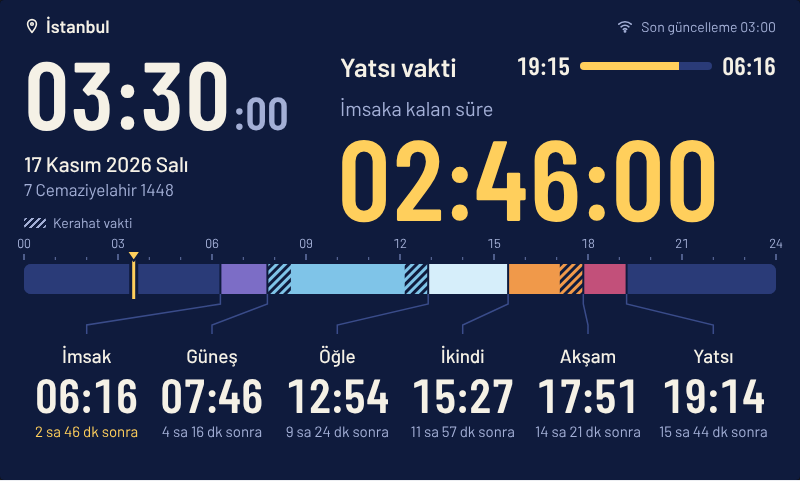 İstanbul
Son güncelleme 03:00
03:30:00
Yatsı vakti
19:15
06:16
İmsaka kalan süre
02:46:00
17 Kasım 2026 Salı
7 Cemaziyelahir 1448
Kerahat vakti
00 03 06 09 12 15 18 21 24
İmsak Güneş Öğle İkindi Akşam Yatsı
06:16 07:46 12:54 15:27 17:51 19:14
2 sa 46 dk sonra 4 sa 16 dk sonra 9 sa 24 dk sonra 11 sa 57 dk sonra 14 sa 21 dk sonra 15 sa 44 dk sonra